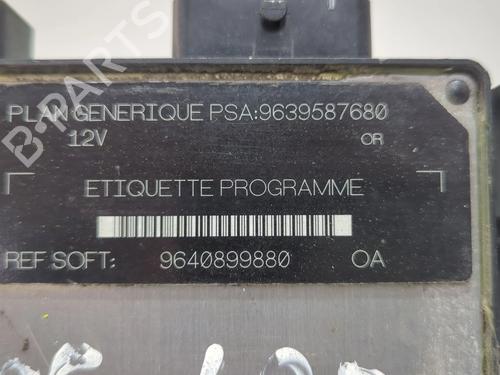 B-PARTS
PLAN GENERIQUE PSA:9639587680
12V OR
ETIQUETTE PROGRAMME
REF SOFT: 9640899880 OA